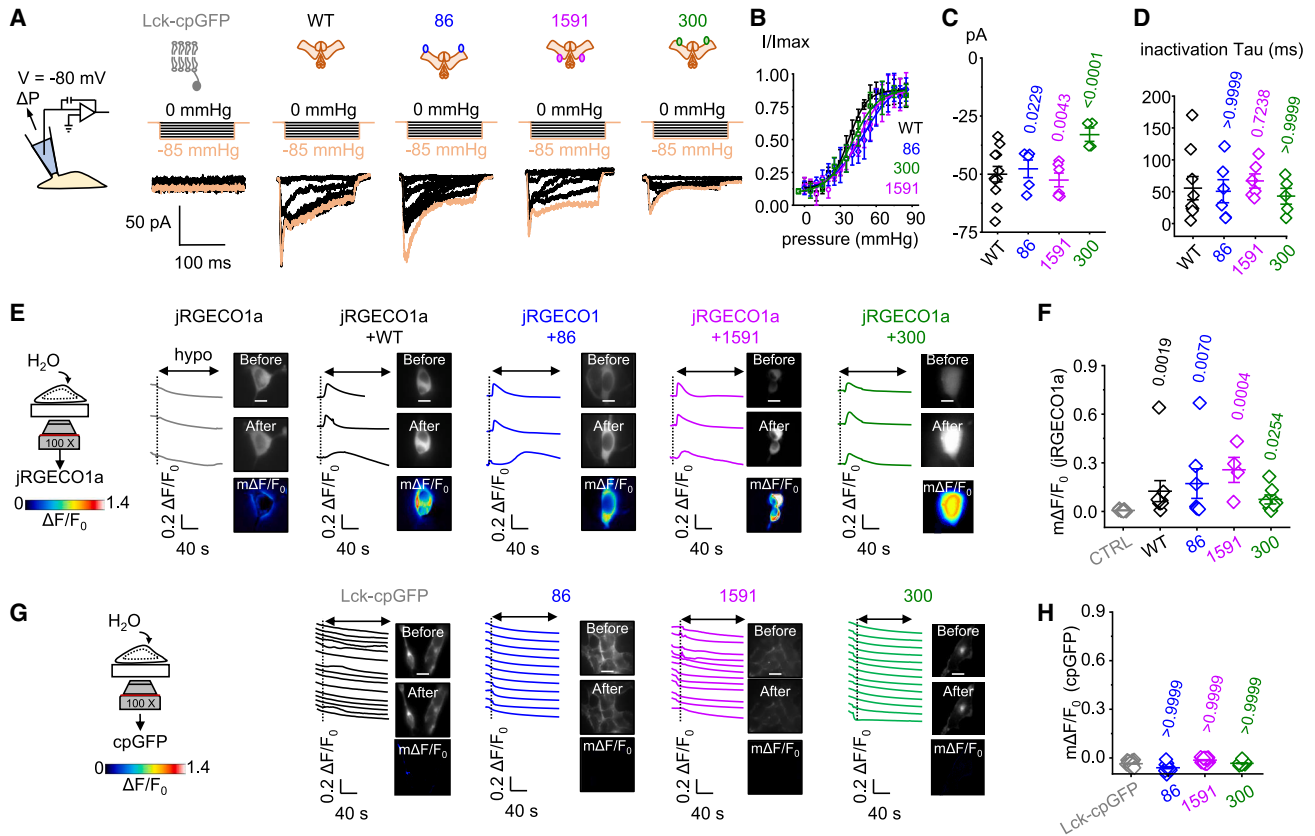 A
Lck-cpGFP
WT
86
1591
300
V = -80 mV
ΔP
0 mmHg
0 mmHg
0 mmHg
0 mmHg
0 mmHg
-85 mmHg
-85 mmHg
-85 mmHg
-85 mmHg
-85 mmHg
50 pA
100 ms
B
I/Imax
1.00
0.75
0.50
0.25
0.00
WT
86
300
1591
0
30
60
90
pressure (mmHg)
C
pA
-25
-50
-75
0.0229
0.0043
<0.0001
WT
86
1591
300
D
inactivation Tau (ms)
200
150
100
50
0
>0.9999
0.7238
>0.9999
WT
86
1591
300
E
H2O
100 X
jRGECO1a
0
1.4
ΔF/F0
jRGECO1a
hypo
Before
After
mΔF/F0
0.2 ΔF/F0
40 s
jRGECO1a
+WT
Before
After
mΔF/F0
0.2 ΔF/F0
40 s
jRGECO1
+86
Before
After
mΔF/F0
0.2 ΔF/F0
40 s
jRGECO1a
+1591
Before
After
mΔF/F0
0.2 ΔF/F0
40 s
jRGECO1a
+300
Before
After
mΔF/F0
0.2 ΔF/F0
40 s
F
mΔF/F0 (jRGECO1a)
0.9
0.6
0.3
0.0
0.0019
0.0070
0.0004
0.0254
CTRL
WT
86
1591
300
G
H2O
100 X
cpGFP
0
1.4
ΔF/F0
Lck-cpGFP
Before
After
mΔF/F0
0.2 ΔF/F0
40 s
86
Before
After
mΔF/F0
0.2 ΔF/F0
40 s
1591
Before
After
mΔF/F0
0.2 ΔF/F0
40 s
300
Before
After
mΔF/F0
0.2 ΔF/F0
40 s
H
mΔF/F0 (cpGFP)
0.9
0.6
0.3
0.0
>0.9999
>0.9999
>0.9999
Lck-cpGFP
86
1591
300